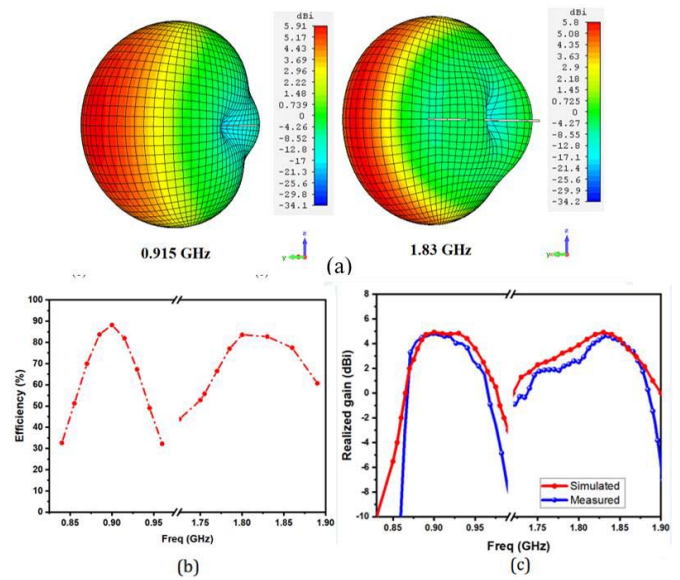 dBi
5.91
5.17
4.43
3.69
2.96
2.22
1.48
0.739
0
-4.26
-8.52
-12.8
-17
-21.3
-25.6
-29.8
-34.1
dBi
5.8
5.08
4.35
3.63
2.9
2.18
1.45
0.725
0
-4.27
-8.55
-12.8
-17.1
-21.4
-25.6
-29.9
-34.2
0.915 GHz
z
y
(a)
1.83 GHz
z
y
100
90
80
70
60
50
40
30
20
10
0
Efficiency (%)
0.85 0.90 0.95 1.75 1.80 1.85 1.90
Freq (GHz)
(b)
8
6
4
2
0
-2
-4
-6
-8
-10
Realized gain (dBi)
Simulated
Measured
0.85 0.90 0.95 1.75 1.80 1.85 1.90
Freq (GHz)
(c)